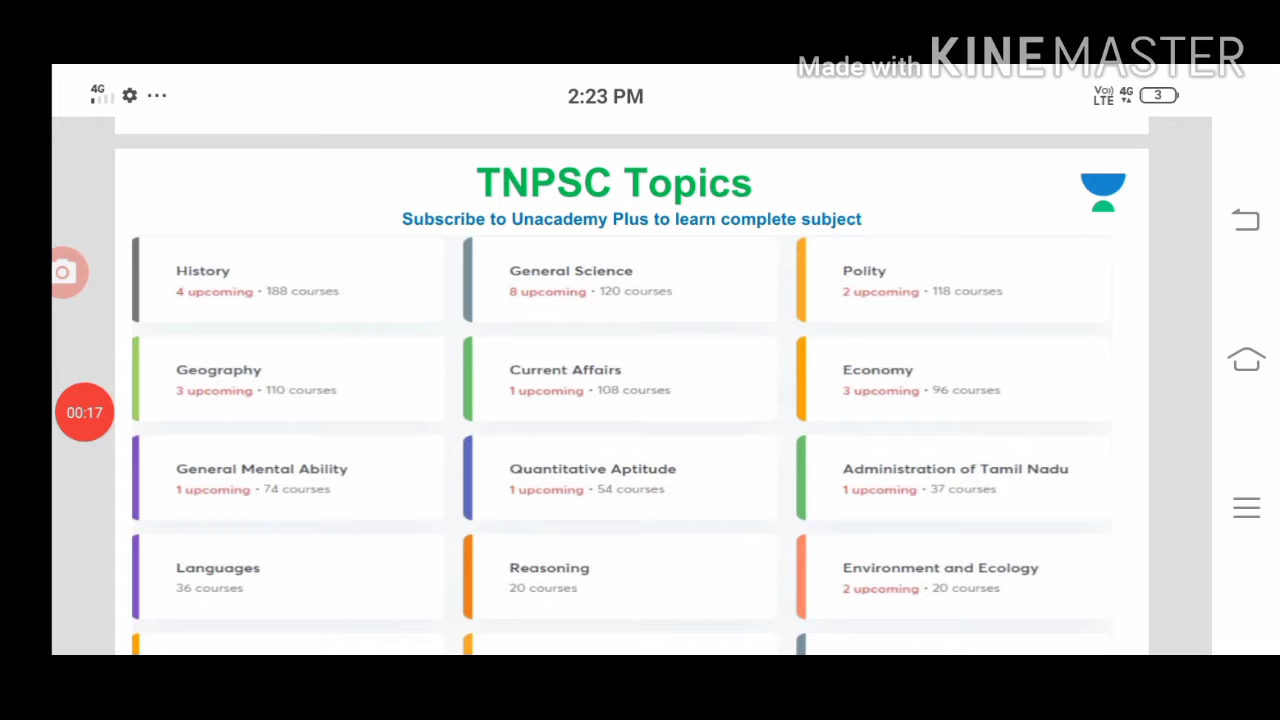 Made with KINEMASTER
4G
2:23 PM
Vo)) LTE 4G 3
TNPSC Topics
Subscribe to Unacademy Plus to learn complete subject
History
4 upcoming • 188 courses
General Science
8 upcoming • 120 courses
Polity
2 upcoming • 118 courses
Geography
3 upcoming • 110 courses
Current Affairs
1 upcoming • 108 courses
Economy
3 upcoming • 96 courses
00:17
General Mental Ability
1 upcoming • 74 courses
Quantitative Aptitude
1 upcoming • 54 courses
Administration of Tamil Nadu
1 upcoming • 37 courses
Languages
36 courses
Reasoning
20 courses
Environment and Ecology
2 upcoming • 20 courses